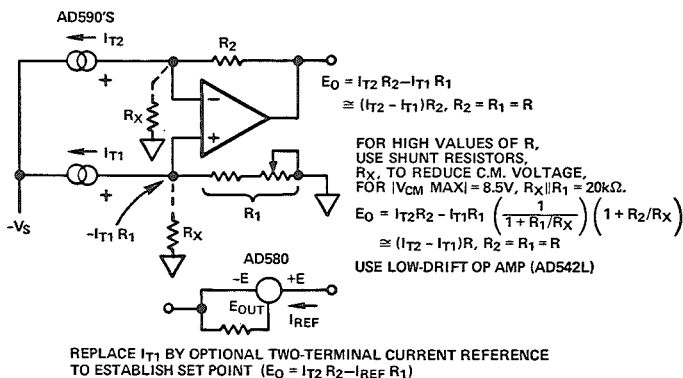 AD590'S
I_T2
R_2
+
−
+
R_X
E_O = I_T2 R_2 − I_T1 R_1
≅ (I_T2 − I_T1)R_2, R_2 = R_1 = R
FOR HIGH VALUES OF R,
USE SHUNT RESISTORS,
R_X, TO REDUCE C.M. VOLTAGE,
FOR |V_CM MAX| = 8.5V, R_X||R_1 = 20kΩ.
E_O = I_T2R_2 − I_T1R_1 (1 / 1 + R_1/R_X) (1 + R_2/R_X)
≅ (I_T2 − I_T1)R, R_2 = R_1 = R
USE LOW-DRIFT OP AMP (AD542L)
I_T1
+
R_1
−V_S
−I_T1 R_1
R_X
AD580
−E
+E
E_OUT
I_REF
REPLACE I_T1 BY OPTIONAL TWO-TERMINAL CURRENT REFERENCE
TO ESTABLISH SET POINT (E_O = I_T2 R_2−I_REF R_1)